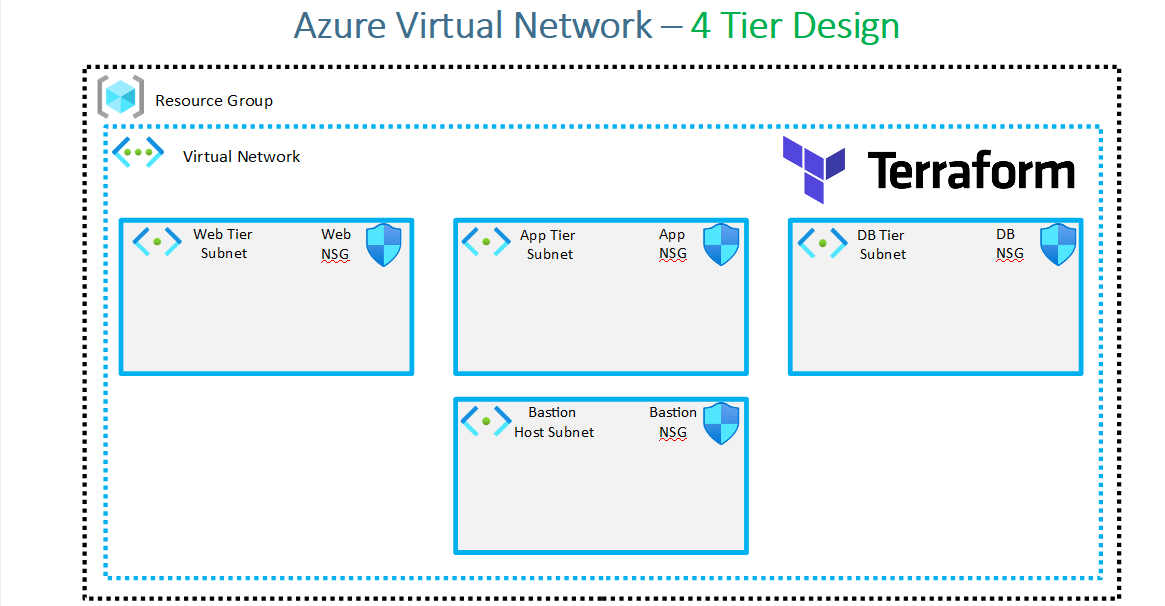 Azure Virtual Network – 4 Tier Design
Resource Group
Virtual Network
Terraform
Web Tier
Subnet
Web
NSG
App Tier
Subnet
App
NSG
DB Tier
Subnet
DB
NSG
Bastion
Host Subnet
Bastion
NSG